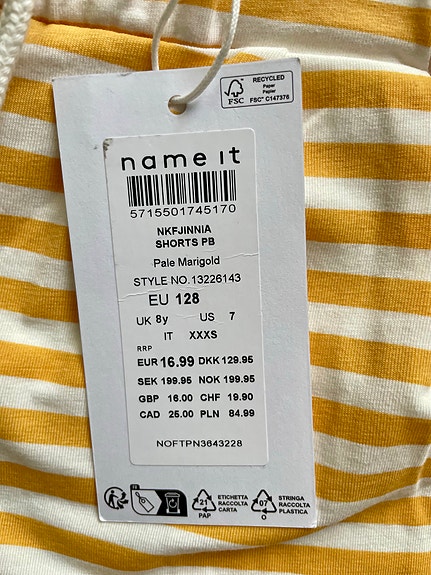 RECYCLED
Paper
Papier
FSC™ C147376
FSC
name it
5715501745170
NKFJINNIA
SHORTS PB
Pale Marigold
STYLE NO.13226143
EU 128
UK 8y US 7
IT XXXS
RRP
EUR 16.99 DKK 129.95
SEK 199.95 NOK 199.95
GBP 16.00 CHF 19.90
CAD 25.00 PLN 84.99
NOFTPN3643228
FR
21
PAP
ETICHETTA
RACCOLTA
CARTA
07
O
STRINGA
RACCOLTA
PLASTICA